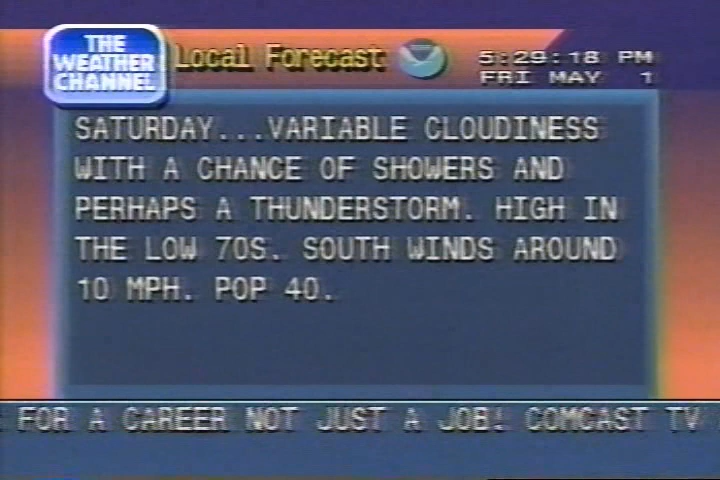 THE
WEATHER
CHANNEL
Local Forecast
5:29:18 PM
FRI MAY 1
SATURDAY...VARIABLE CLOUDINESS
WITH A CHANCE OF SHOWERS AND
PERHAPS A THUNDERSTORM. HIGH IN
THE LOW 70S. SOUTH WINDS AROUND
10 MPH. POP 40.
FOR A CAREER NOT JUST A JOB! COMCAST TV